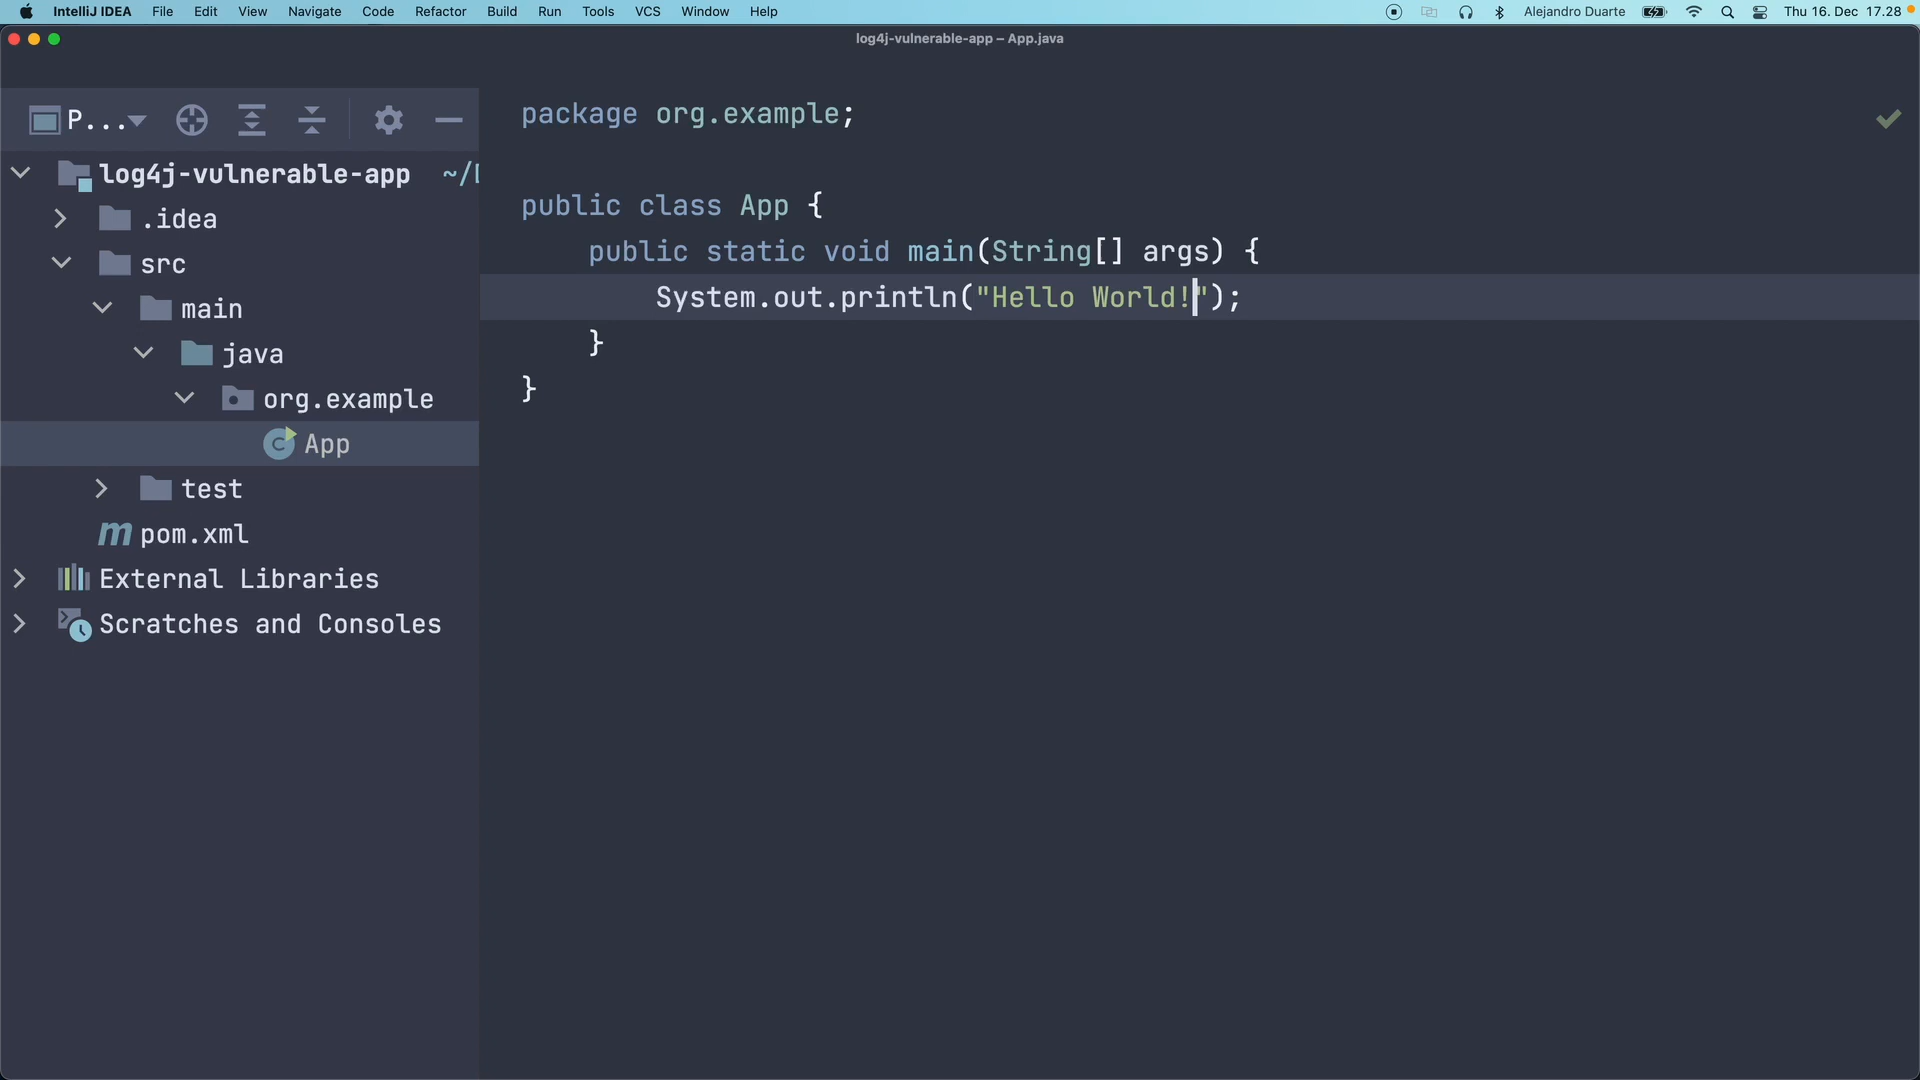 IntelliJ IDEA File Edit View Navigate Code Refactor Build Run Tools VCS Window Help Alejandro Duarte Thu 16. Dec 17.28
log4j-vulnerable-app – App.java
P...
log4j-vulnerable-app ~/
.idea
src
main
java
org.example
App
test
pom.xml
External Libraries
Scratches and Consoles
package org.example;
public class App {
public static void main(String[] args) {
System.out.println("Hello World!");
}
}